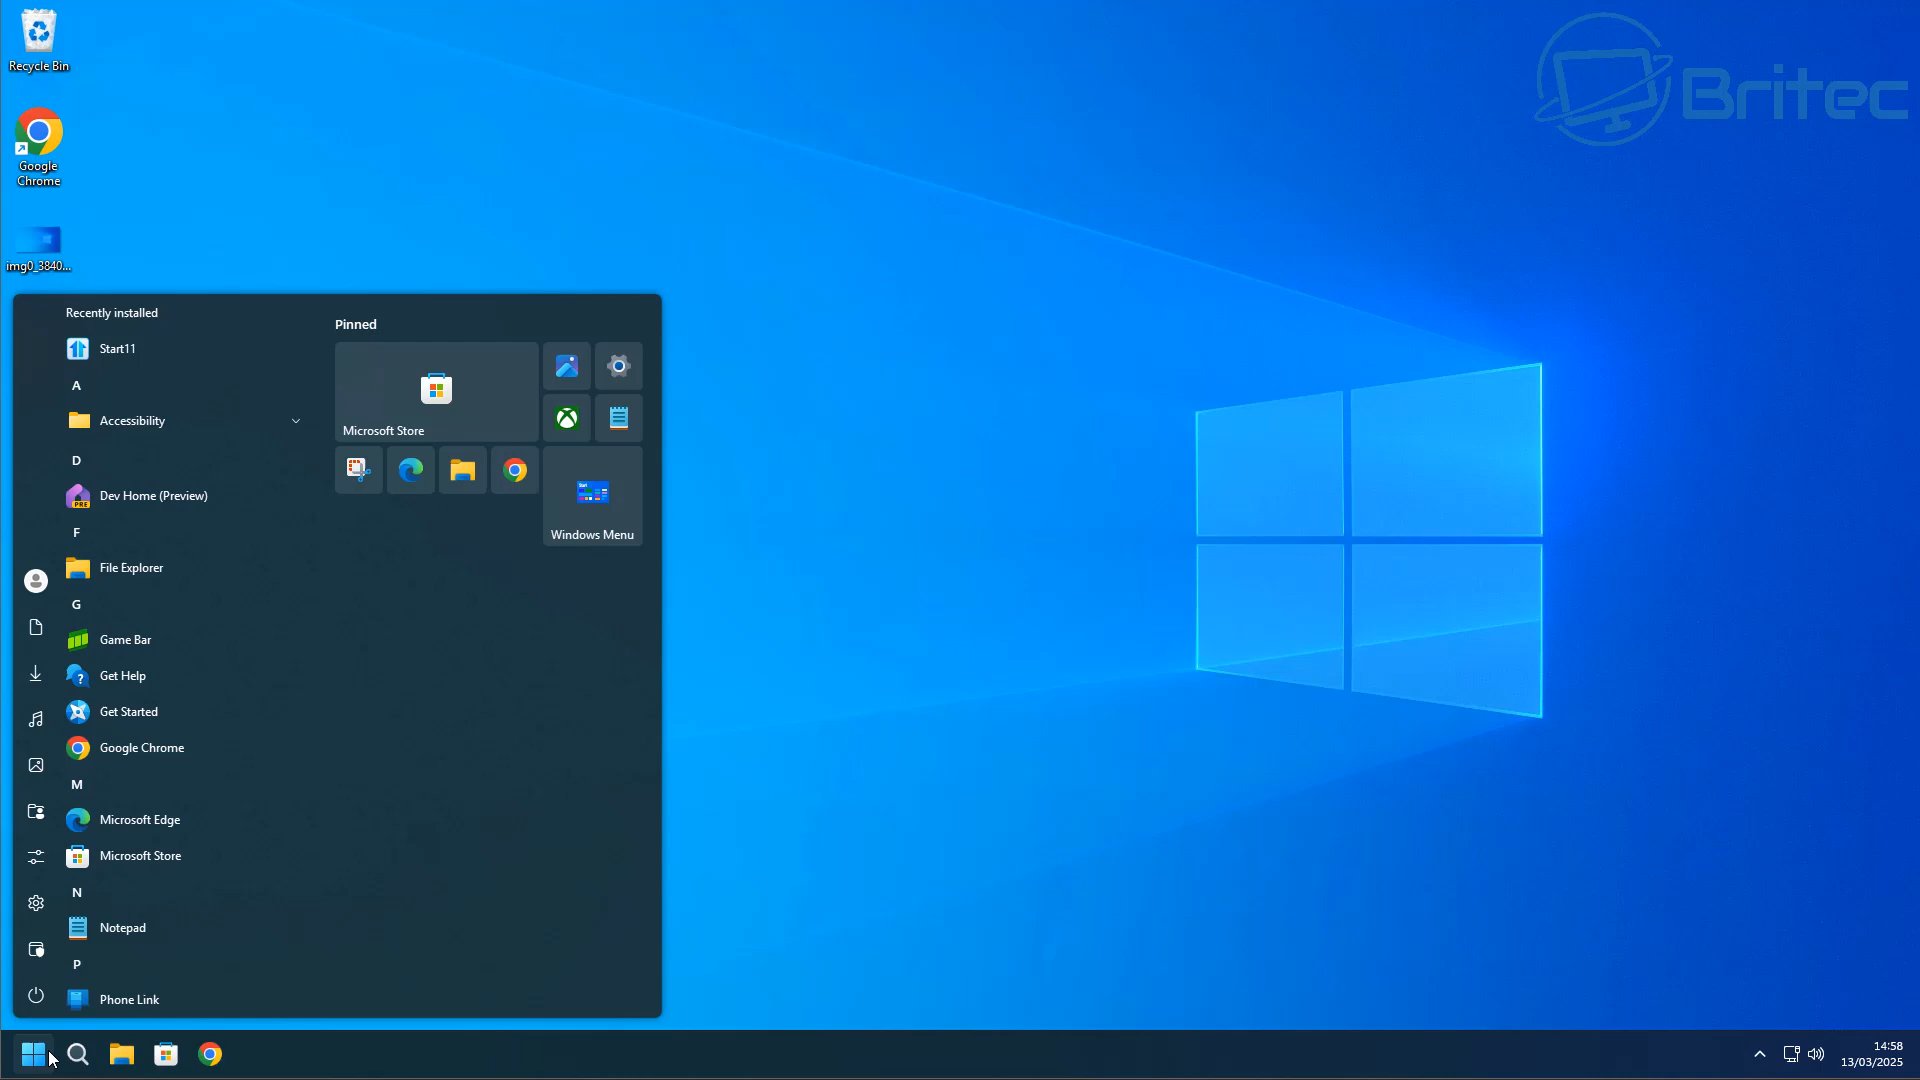 Recycle Bin
Google
Chrome
img0_3840...
Britec
Recently installed
Start11
A
Accessibility
D
Dev Home (Preview)
PRE
F
File Explorer
G
Game Bar
Get Help
Get Started
Google Chrome
M
Microsoft Edge
Microsoft Store
N
Notepad
P
Phone Link
Pinned
Microsoft Store
Start
Windows Menu
14:58
13/03/2025